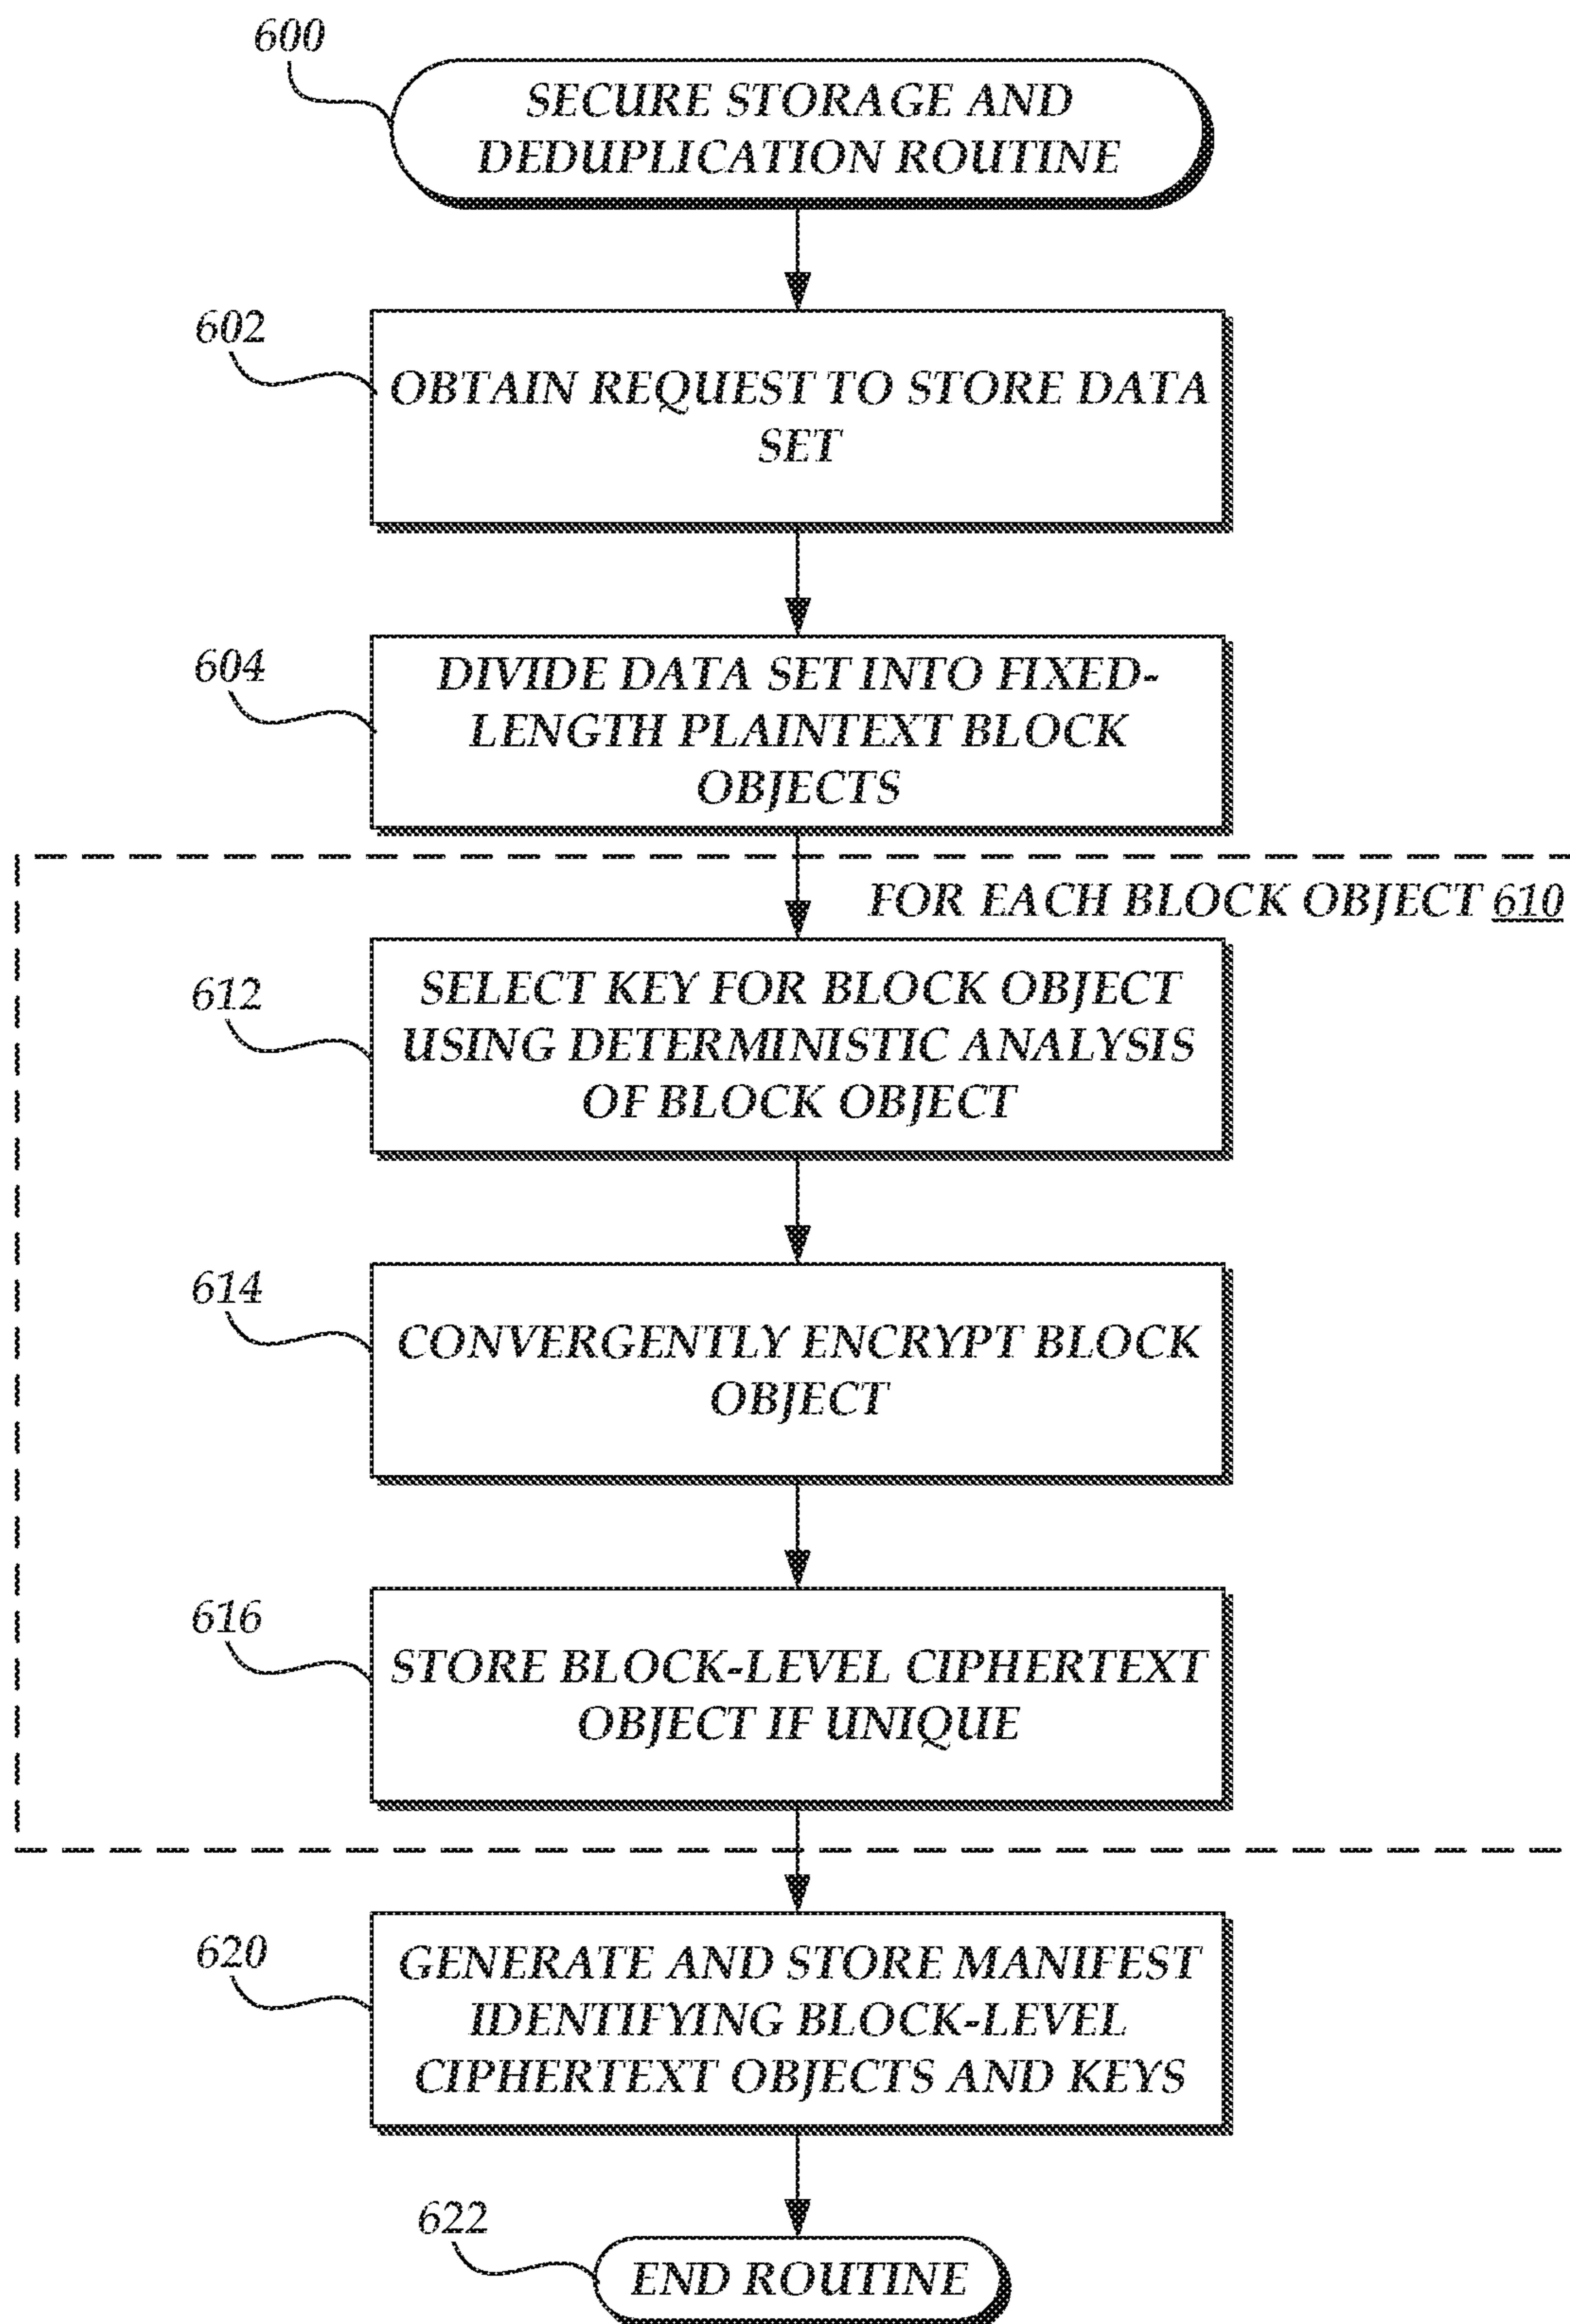 600
SECURE STORAGE AND
DEDUPLICATION ROUTINE
602
OBTAIN REQUEST TO STORE DATA
SET
604
DIVIDE DATA SET INTO FIXED-
LENGTH PLAINTEXT BLOCK
OBJECTS
FOR EACH BLOCK OBJECT 610
612
SELECT KEY FOR BLOCK OBJECT
USING DETERMINISTIC ANALYSIS
OF BLOCK OBJECT
614
CONVERGENTLY ENCRYPT BLOCK
OBJECT
616
STORE BLOCK-LEVEL CIPHERTEXT
OBJECT IF UNIQUE
620
GENERATE AND STORE MANIFEST
IDENTIFYING BLOCK-LEVEL
CIPHERTEXT OBJECTS AND KEYS
622
END ROUTINE